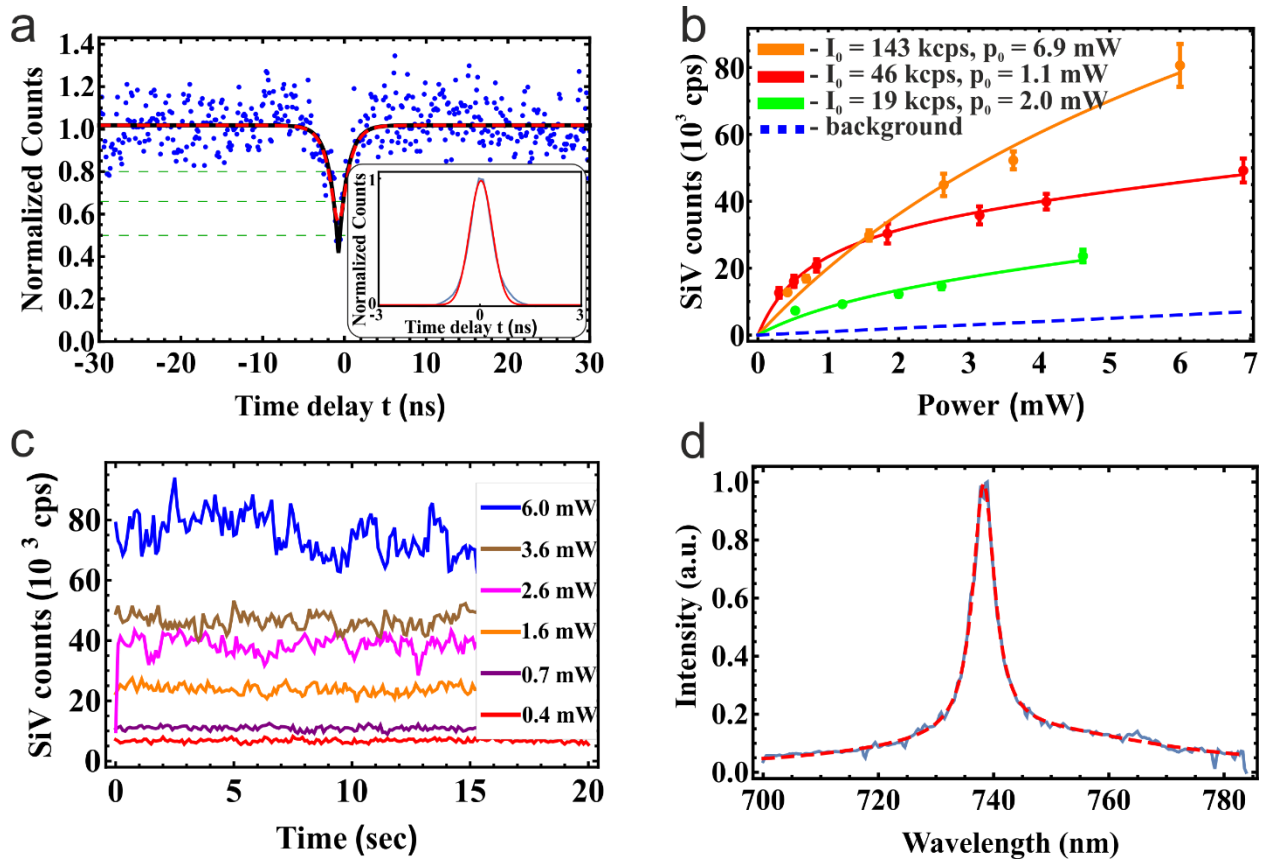 a
Normalized Counts
1.4
1.2
1.0
0.8
0.6
0.4
0.2
0.0
-30
-20
-10
0
10
20
30
Time delay t (ns)
Normalized Counts
1
0
-3
0
3
Time delay t (ns)
b
SiV counts (10³ cps)
80
60
40
20
0
- I₀ = 143 kcps, p₀ = 6.9 mW
- I₀ = 46 kcps, p₀ = 1.1 mW
- I₀ = 19 kcps, p₀ = 2.0 mW
- background
0
1
2
3
4
5
6
7
Power (mW)
c
SiV counts (10 ³ cps)
80
60
40
20
0
6.0 mW
3.6 mW
2.6 mW
1.6 mW
0.7 mW
0.4 mW
0
5
10
15
20
Time (sec)
d
Intensity (a.u.)
1.0
0.8
0.6
0.4
0.2
0.0
700
720
740
760
780
Wavelength (nm)